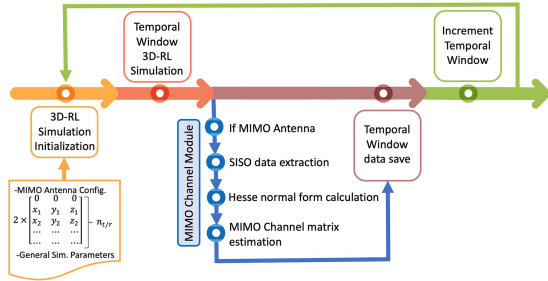 Temporal
Window
3D-RL
Simulation
Increment
Temporal
Window
3D-RL
Simulation
Initialization
MIMO Channel Module
If MIMO Antenna
SISO data extraction
Hesse normal form calculation
MIMO Channel matrix
estimation
Temporal
Window
data save
-MIMO Antenna Config.
0 0 0
x₁ y₁ z₁
2 × x₂ y₂ z₂ n_{t/r}
... ... ...
... ... ...
-General Sim. Parameters